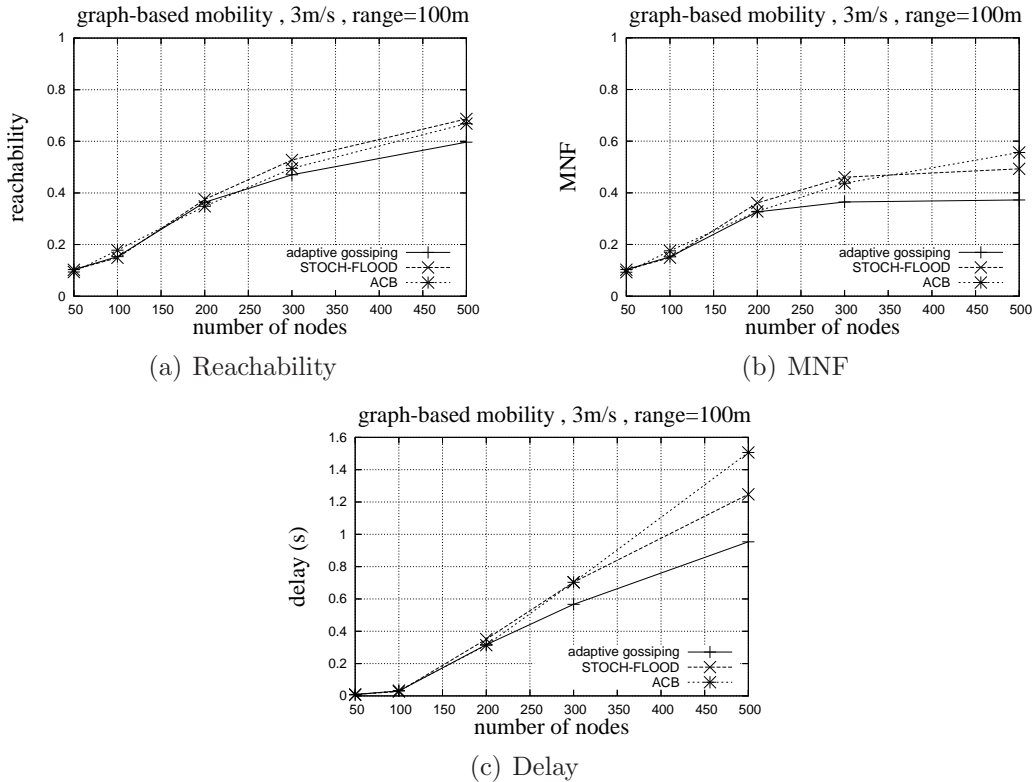 graph-based mobility , 3m/s , range=100m
1
0.8
0.6
0.4
0.2
0
reachability
adaptive gossiping
STOCH-FLOOD
ACB
50 100 150 200 250 300 350 400 450 500
number of nodes
(a) Reachability
graph-based mobility , 3m/s , range=100m
1
0.8
0.6
0.4
0.2
0
MNF
adaptive gossiping
STOCH-FLOOD
ACB
50 100 150 200 250 300 350 400 450 500
number of nodes
(b) MNF
graph-based mobility , 3m/s , range=100m
1.6
1.4
1.2
1
0.8
0.6
0.4
0.2
0
delay (s)
adaptive gossiping
STOCH-FLOOD
ACB
50 100 150 200 250 300 350 400 450 500
number of nodes
(c) Delay